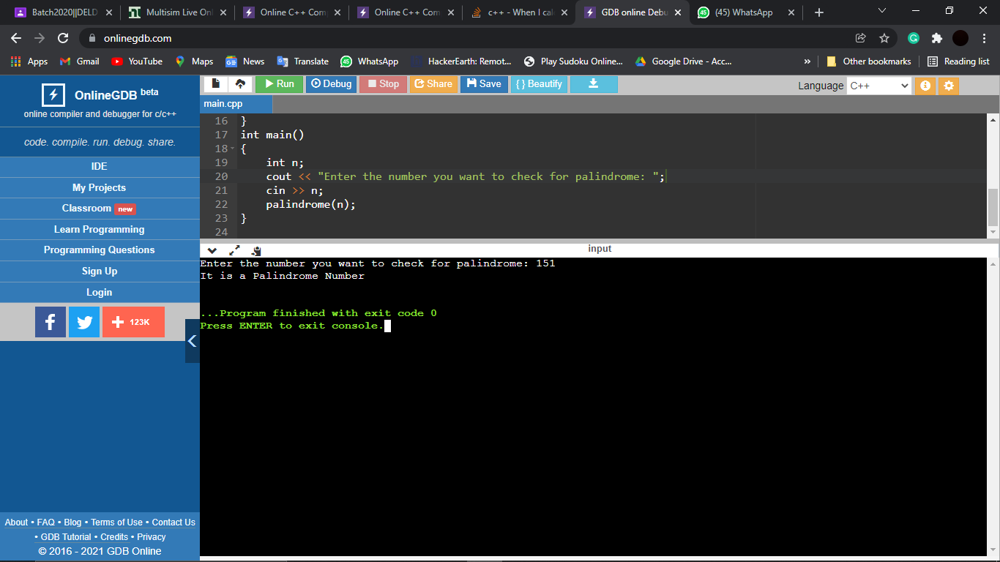 Batch2020||DELD
Multisim Live Onl
Online C++ Com
Online C++ Com
c++ - When I cal
GDB online Debu
(45) WhatsApp
onlinegdb.com
Apps Gmail YouTube Maps News Translate WhatsApp HackerEarth: Remot... Play Sudoku Online... Google Drive - Acc... » Other bookmarks Reading list
OnlineGDB beta
online compiler and debugger for c/c++
code. compile. run. debug. share.
IDE
My Projects
Classroom new
Learn Programming
Programming Questions
Sign Up
Login
123K
About • FAQ • Blog • Terms of Use • Contact Us
• GDB Tutorial • Credits • Privacy
© 2016 - 2021 GDB Online
Run Debug Stop Share Save { } Beautify
Language C++
main.cpp
16 }
17 int main()
18 {
19 int n;
20 cout << "Enter the number you want to check for palindrome: ";
21 cin >> n;
22 palindrome(n);
23 }
24
input
Enter the number you want to check for palindrome: 151
It is a Palindrome Number
...Program finished with exit code 0
Press ENTER to exit console.